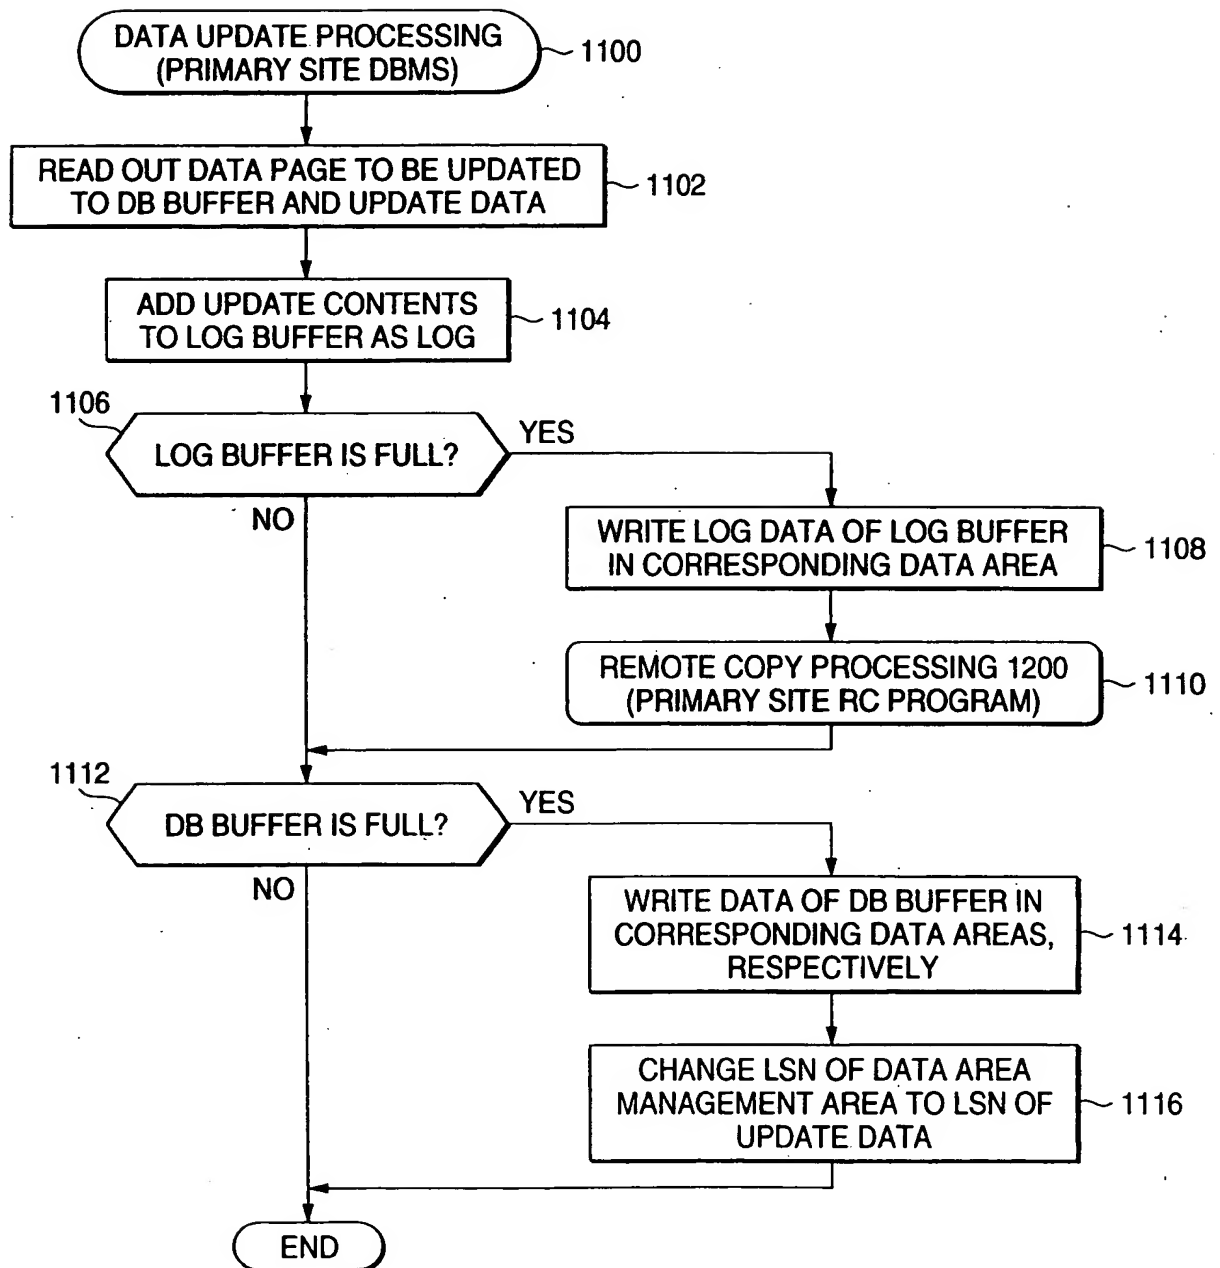 DATA UPDATE PROCESSING
(PRIMARY SITE DBMS)
1100
READ OUT DATA PAGE TO BE UPDATED
TO DB BUFFER AND UPDATE DATA
1102
ADD UPDATE CONTENTS
TO LOG BUFFER AS LOG
1104
1106
LOG BUFFER IS FULL?
YES
NO
WRITE LOG DATA OF LOG BUFFER
IN CORRESPONDING DATA AREA
1108
REMOTE COPY PROCESSING 1200
(PRIMARY SITE RC PROGRAM)
1110
1112
DB BUFFER IS FULL?
YES
NO
WRITE DATA OF DB BUFFER IN
CORRESPONDING DATA AREAS,
RESPECTIVELY
1114
CHANGE LSN OF DATA AREA
MANAGEMENT AREA TO LSN OF
UPDATE DATA
1116
END